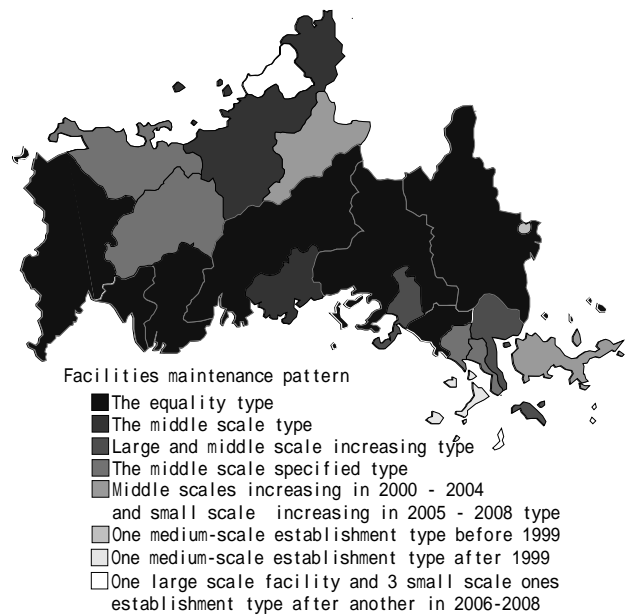 Facilities maintenance pattern
The equality type
The middle scale type
Large and middle scale increasing type
The middle scale specified type
Middle scales increasing in 2000 - 2004
and small scale increasing in 2005 - 2008 type
One medium-scale establishment type before 1999
One medium-scale establishment type after 1999
One large scale facility and 3 small scale ones
establishment type after another in 2006-2008